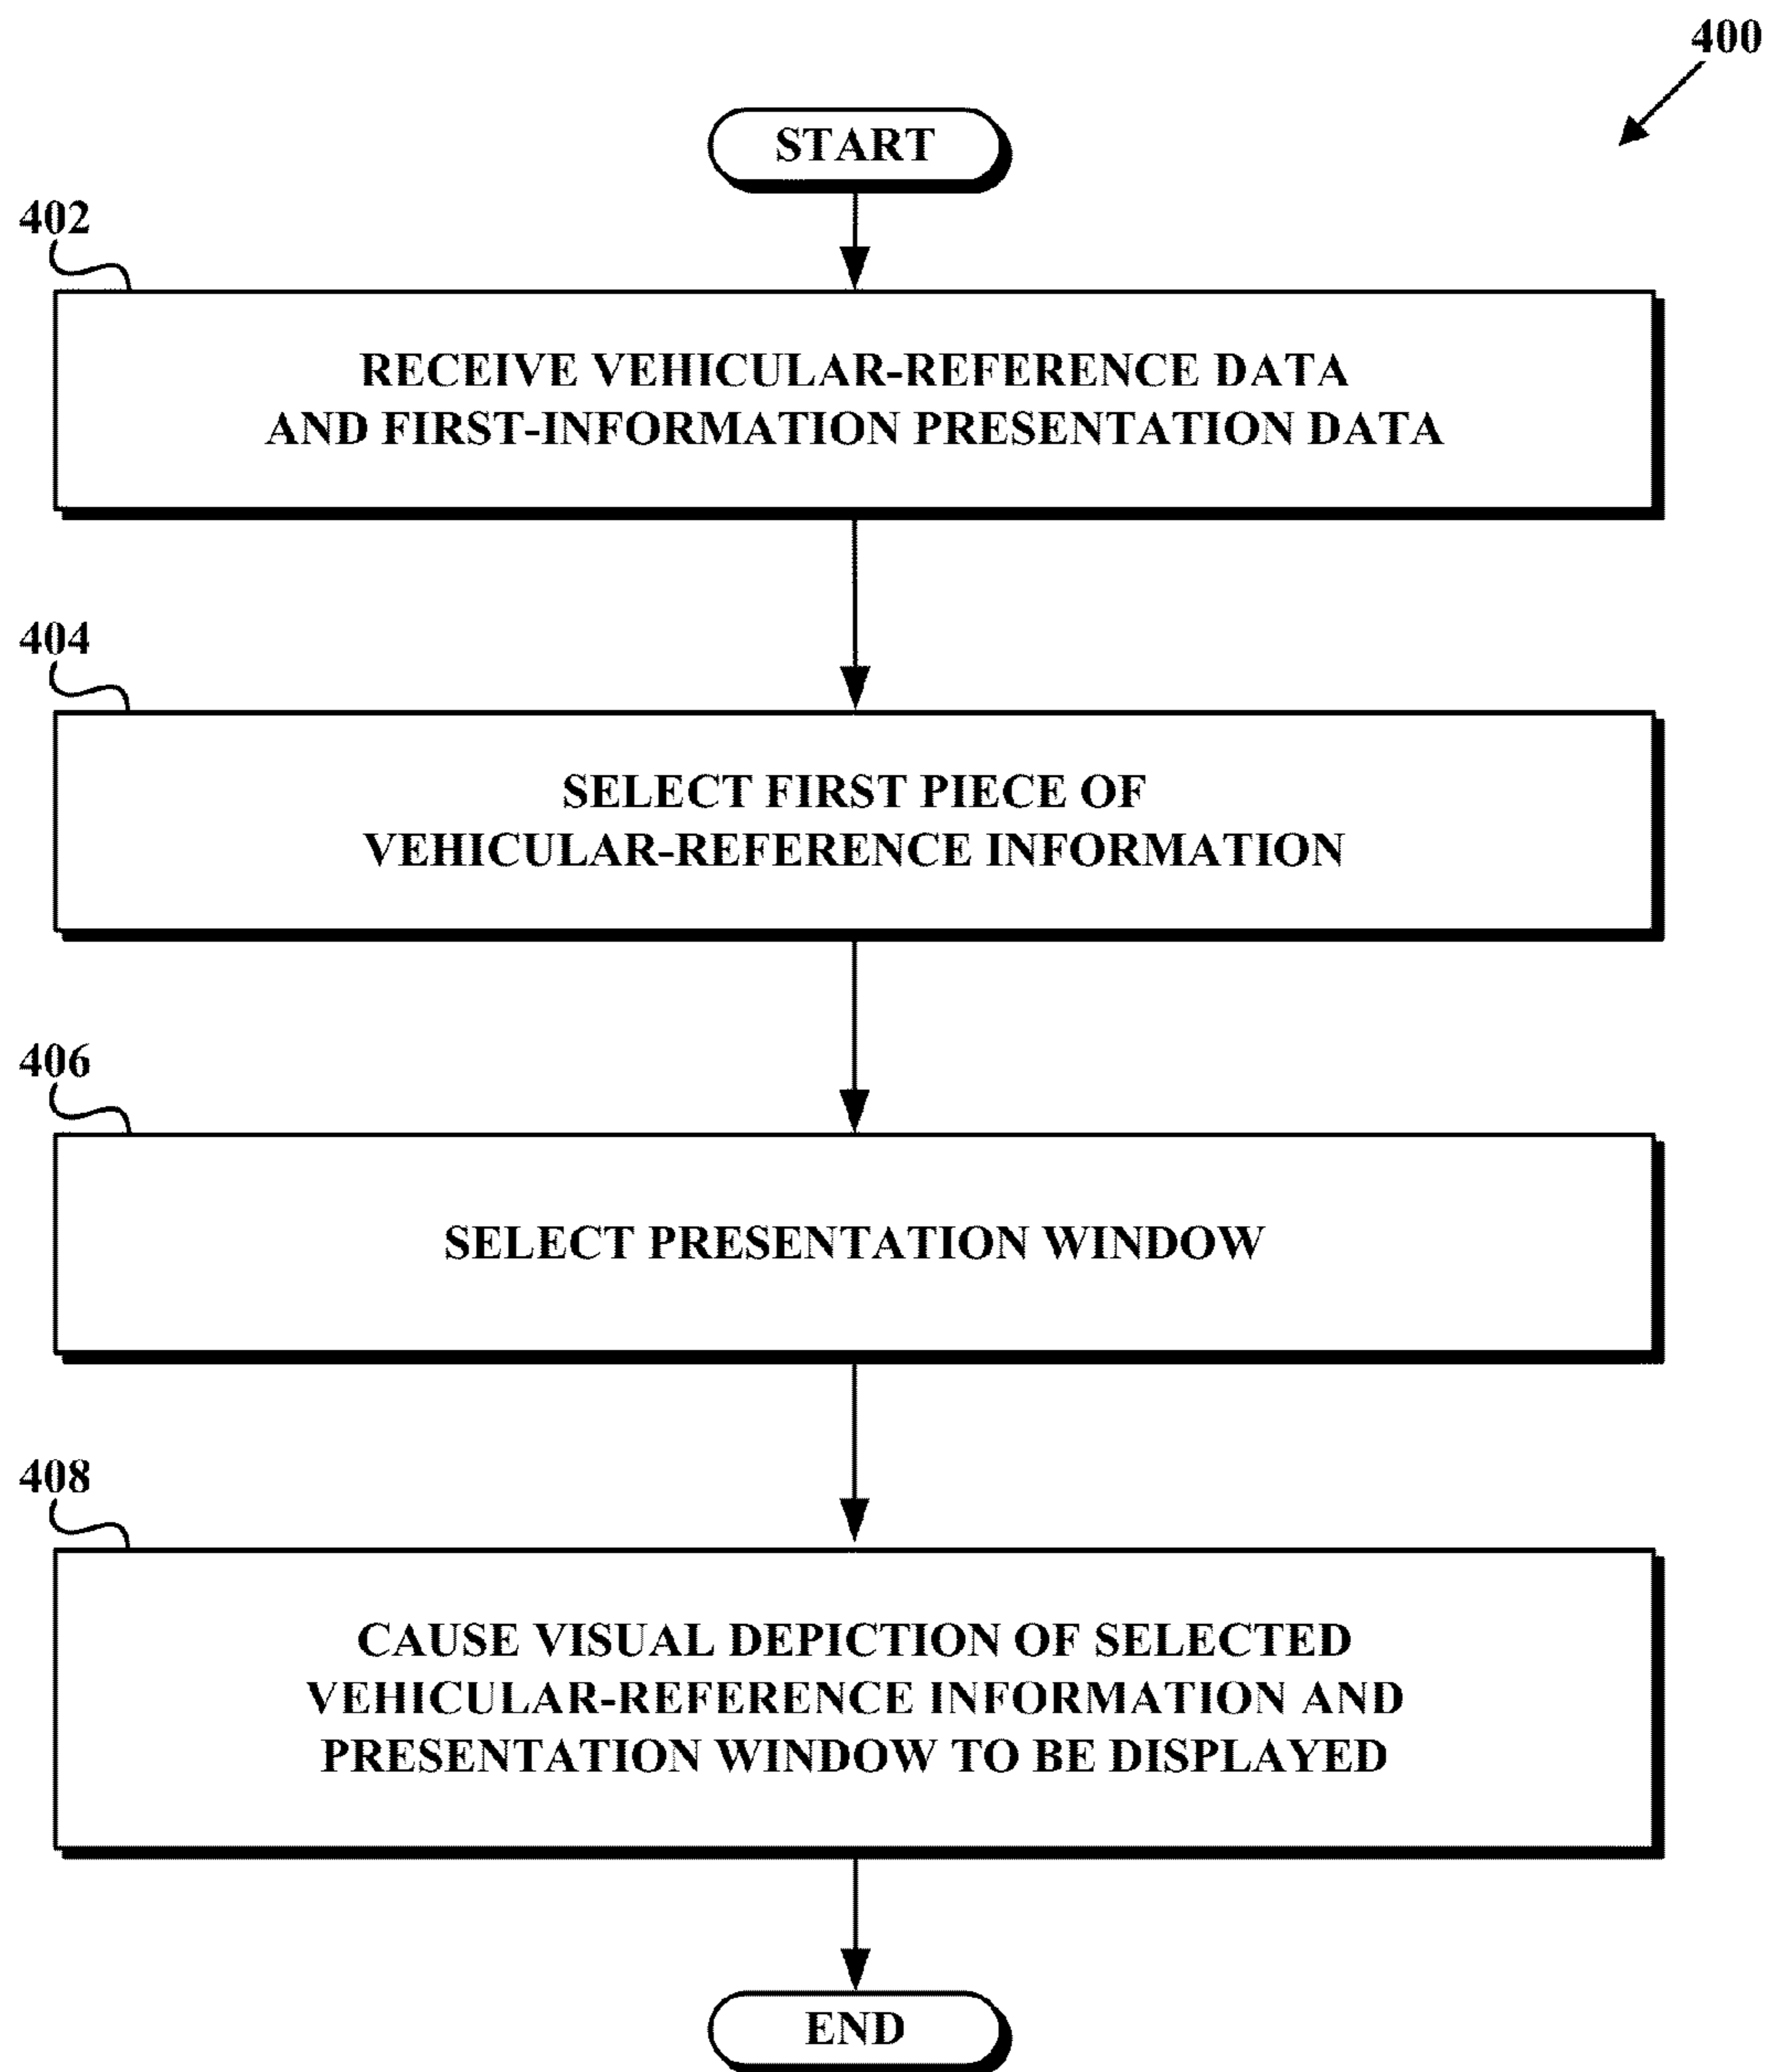 400
START
402
RECEIVE VEHICULAR-REFERENCE DATA
AND FIRST-INFORMATION PRESENTATION DATA
404
SELECT FIRST PIECE OF
VEHICULAR-REFERENCE INFORMATION
406
SELECT PRESENTATION WINDOW
408
CAUSE VISUAL DEPICTION OF SELECTED
VEHICULAR-REFERENCE INFORMATION AND
PRESENTATION WINDOW TO BE DISPLAYED
END